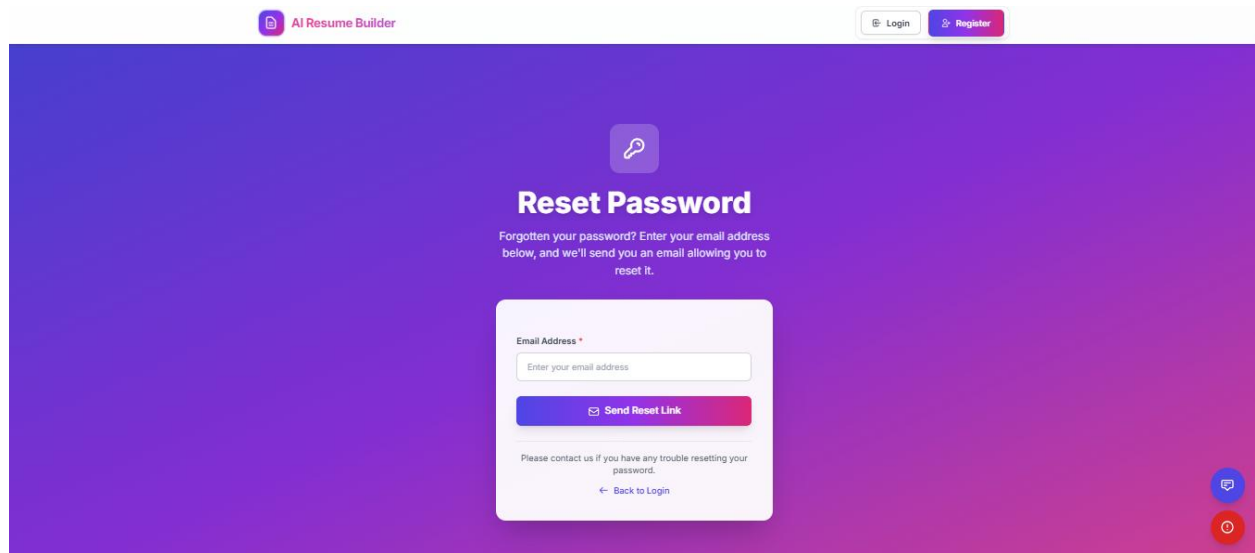 AI Resume Builder
Login
Register
Reset Password
Forgotten your password? Enter your email address
below, and we'll send you an email allowing you to
reset it.
Email Address *
Enter your email address
Send Reset Link
Please contact us if you have any trouble resetting your
password.
← Back to Login